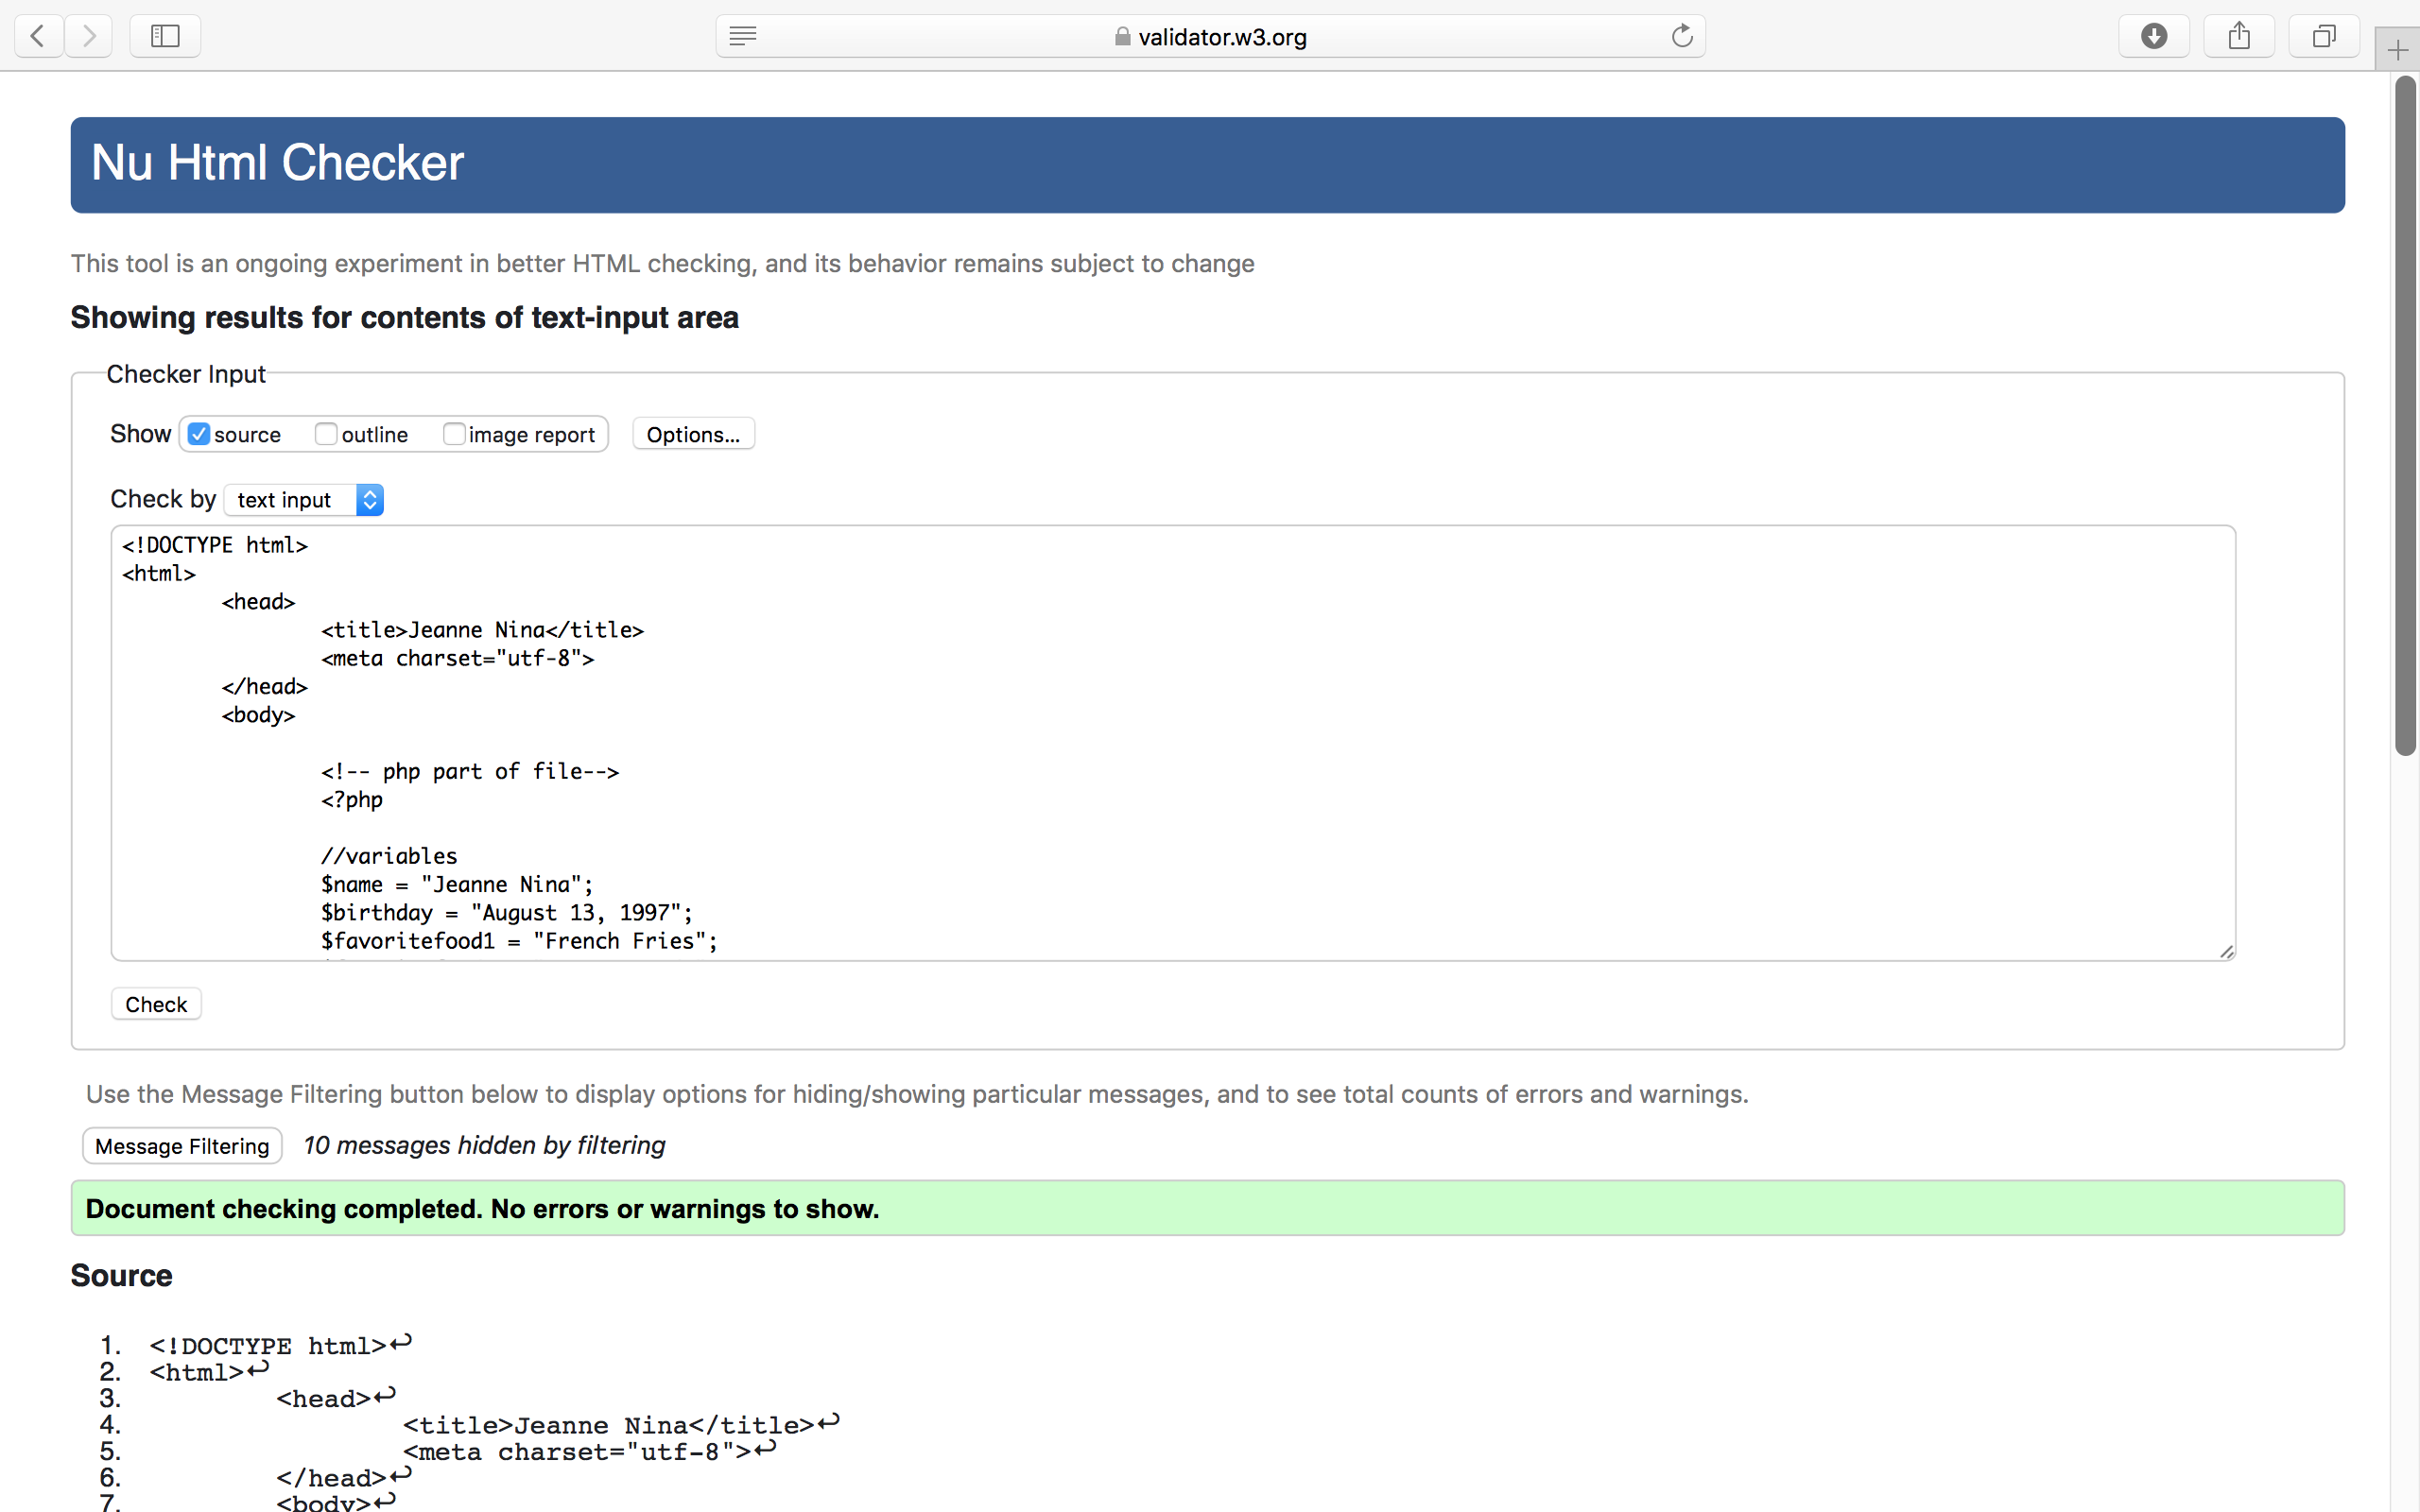 validator.w3.org
Nu Html Checker
This tool is an ongoing experiment in better HTML checking, and its behavior remains subject to change
Showing results for contents of text-input area
Checker Input
Show source outline image report Options...
Check by text input
<!DOCTYPE html>
<html>
<head>
<title>Jeanne Nina</title>
<meta charset="utf-8">
</head>
<body>
<!-- php part of file-->
<?php
//variables
$name = "Jeanne Nina";
$birthday = "August 13, 1997";
$favoritefood1 = "French Fries";
Check
Use the Message Filtering button below to display options for hiding/showing particular messages, and to see total counts of errors and warnings.
Message Filtering 10 messages hidden by filtering
Document checking completed. No errors or warnings to show.
Source
1. <!DOCTYPE html>↩
2. <html>↩
3. <head>↩
4. <title>Jeanne Nina</title>↩
5. <meta charset="utf-8">↩
6. </head>↩
7. <body>↩